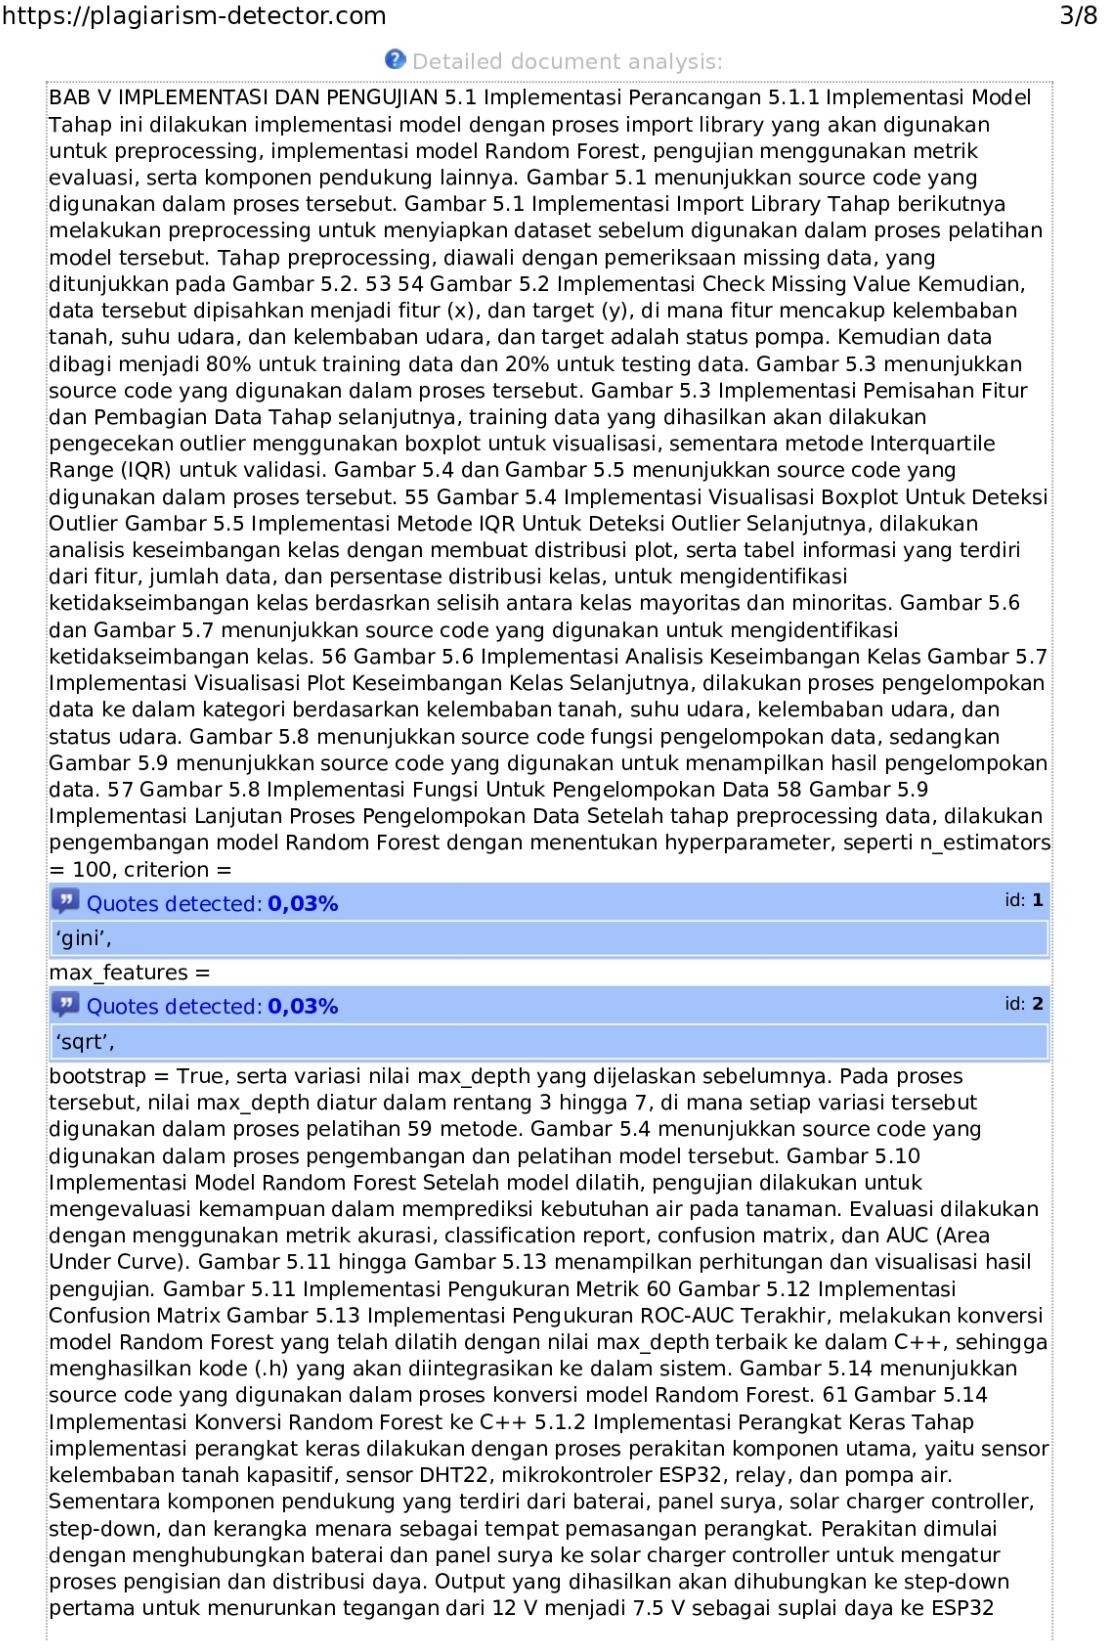 https://plagiarism-detector.com 3/8
Detailed document analysis:
BAB V IMPLEMENTASI DAN PENGUJIAN 5.1 Implementasi Perancangan 5.1.1 Implementasi Model
Tahap ini dilakukan implementasi model dengan proses import library yang akan digunakan
untuk preprocessing, implementasi model Random Forest, pengujian menggunakan metrik
evaluasi, serta komponen pendukung lainnya. Gambar 5.1 menunjukkan source code yang
digunakan dalam proses tersebut. Gambar 5.1 Implementasi Import Library Tahap berikutnya
melakukan preprocessing untuk menyiapkan dataset sebelum digunakan dalam proses pelatihan
model tersebut. Tahap preprocessing, diawali dengan pemeriksaan missing data, yang
ditunjukkan pada Gambar 5.2. 53 54 Gambar 5.2 Implementasi Check Missing Value Kemudian,
data tersebut dipisahkan menjadi fitur (x), dan target (y), di mana fitur mencakup kelembaban
tanah, suhu udara, dan kelembaban udara, dan target adalah status pompa. Kemudian data
dibagi menjadi 80% untuk training data dan 20% untuk testing data. Gambar 5.3 menunjukkan
source code yang digunakan dalam proses tersebut. Gambar 5.3 Implementasi Pemisahan Fitur
dan Pembagian Data Tahap selanjutnya, training data yang dihasilkan akan dilakukan
pengecekan outlier menggunakan boxplot untuk visualisasi, sementara metode Interquartile
Range (IQR) untuk validasi. Gambar 5.4 dan Gambar 5.5 menunjukkan source code yang
digunakan dalam proses tersebut. 55 Gambar 5.4 Implementasi Visualisasi Boxplot Untuk Deteksi
Outlier Gambar 5.5 Implementasi Metode IQR Untuk Deteksi Outlier Selanjutnya, dilakukan
analisis keseimbangan kelas dengan membuat distribusi plot, serta tabel informasi yang terdiri
dari fitur, jumlah data, dan persentase distribusi kelas, untuk mengidentifikasi
ketidakseimbangan kelas berdasrkan selisih antara kelas mayoritas dan minoritas. Gambar 5.6
dan Gambar 5.7 menunjukkan source code yang digunakan untuk mengidentifikasi
ketidakseimbangan kelas. 56 Gambar 5.6 Implementasi Analisis Keseimbangan Kelas Gambar 5.7
Implementasi Visualisasi Plot Keseimbangan Kelas Selanjutnya, dilakukan proses pengelompokan
data ke dalam kategori berdasarkan kelembaban tanah, suhu udara, kelembaban udara, dan
status udara. Gambar 5.8 menunjukkan source code fungsi pengelompokan data, sedangkan
Gambar 5.9 menunjukkan source code yang digunakan untuk menampilkan hasil pengelompokan
data. 57 Gambar 5.8 Implementasi Fungsi Untuk Pengelompokan Data 58 Gambar 5.9
Implementasi Lanjutan Proses Pengelompokan Data Setelah tahap preprocessing data, dilakukan
pengembangan model Random Forest dengan menentukan hyperparameter, seperti n_estimators
= 100, criterion =
Quotes detected: 0,03% id: 1
‘gini’,
max_features =
Quotes detected: 0,03% id: 2
‘sqrt’,
bootstrap = True, serta variasi nilai max_depth yang dijelaskan sebelumnya. Pada proses
tersebut, nilai max_depth diatur dalam rentang 3 hingga 7, di mana setiap variasi tersebut
digunakan dalam proses pelatihan 59 metode. Gambar 5.4 menunjukkan source code yang
digunakan dalam proses pengembangan dan pelatihan model tersebut. Gambar 5.10
Implementasi Model Random Forest Setelah model dilatih, pengujian dilakukan untuk
mengevaluasi kemampuan dalam memprediksi kebutuhan air pada tanaman. Evaluasi dilakukan
dengan menggunakan metrik akurasi, classification report, confusion matrix, dan AUC (Area
Under Curve). Gambar 5.11 hingga Gambar 5.13 menampilkan perhitungan dan visualisasi hasil
pengujian. Gambar 5.11 Implementasi Pengukuran Metrik 60 Gambar 5.12 Implementasi
Confusion Matrix Gambar 5.13 Implementasi Pengukuran ROC-AUC Terakhir, melakukan konversi
model Random Forest yang telah dilatih dengan nilai max_depth terbaik ke dalam C++, sehingga
menghasilkan kode (.h) yang akan diintegrasikan ke dalam sistem. Gambar 5.14 menunjukkan
source code yang digunakan dalam proses konversi model Random Forest. 61 Gambar 5.14
Implementasi Konversi Random Forest ke C++ 5.1.2 Implementasi Perangkat Keras Tahap
implementasi perangkat keras dilakukan dengan proses perakitan komponen utama, yaitu sensor
kelembaban tanah kapasitif, sensor DHT22, mikrokontroler ESP32, relay, dan pompa air.
Sementara komponen pendukung yang terdiri dari baterai, panel surya, solar charger controller,
step-down, dan kerangka menara sebagai tempat pemasangan perangkat. Perakitan dimulai
dengan menghubungkan baterai dan panel surya ke solar charger controller untuk mengatur
proses pengisian dan distribusi daya. Output yang dihasilkan akan dihubungkan ke step-down
pertama untuk menurunkan tegangan dari 12 V menjadi 7.5 V sebagai suplai daya ke ESP32